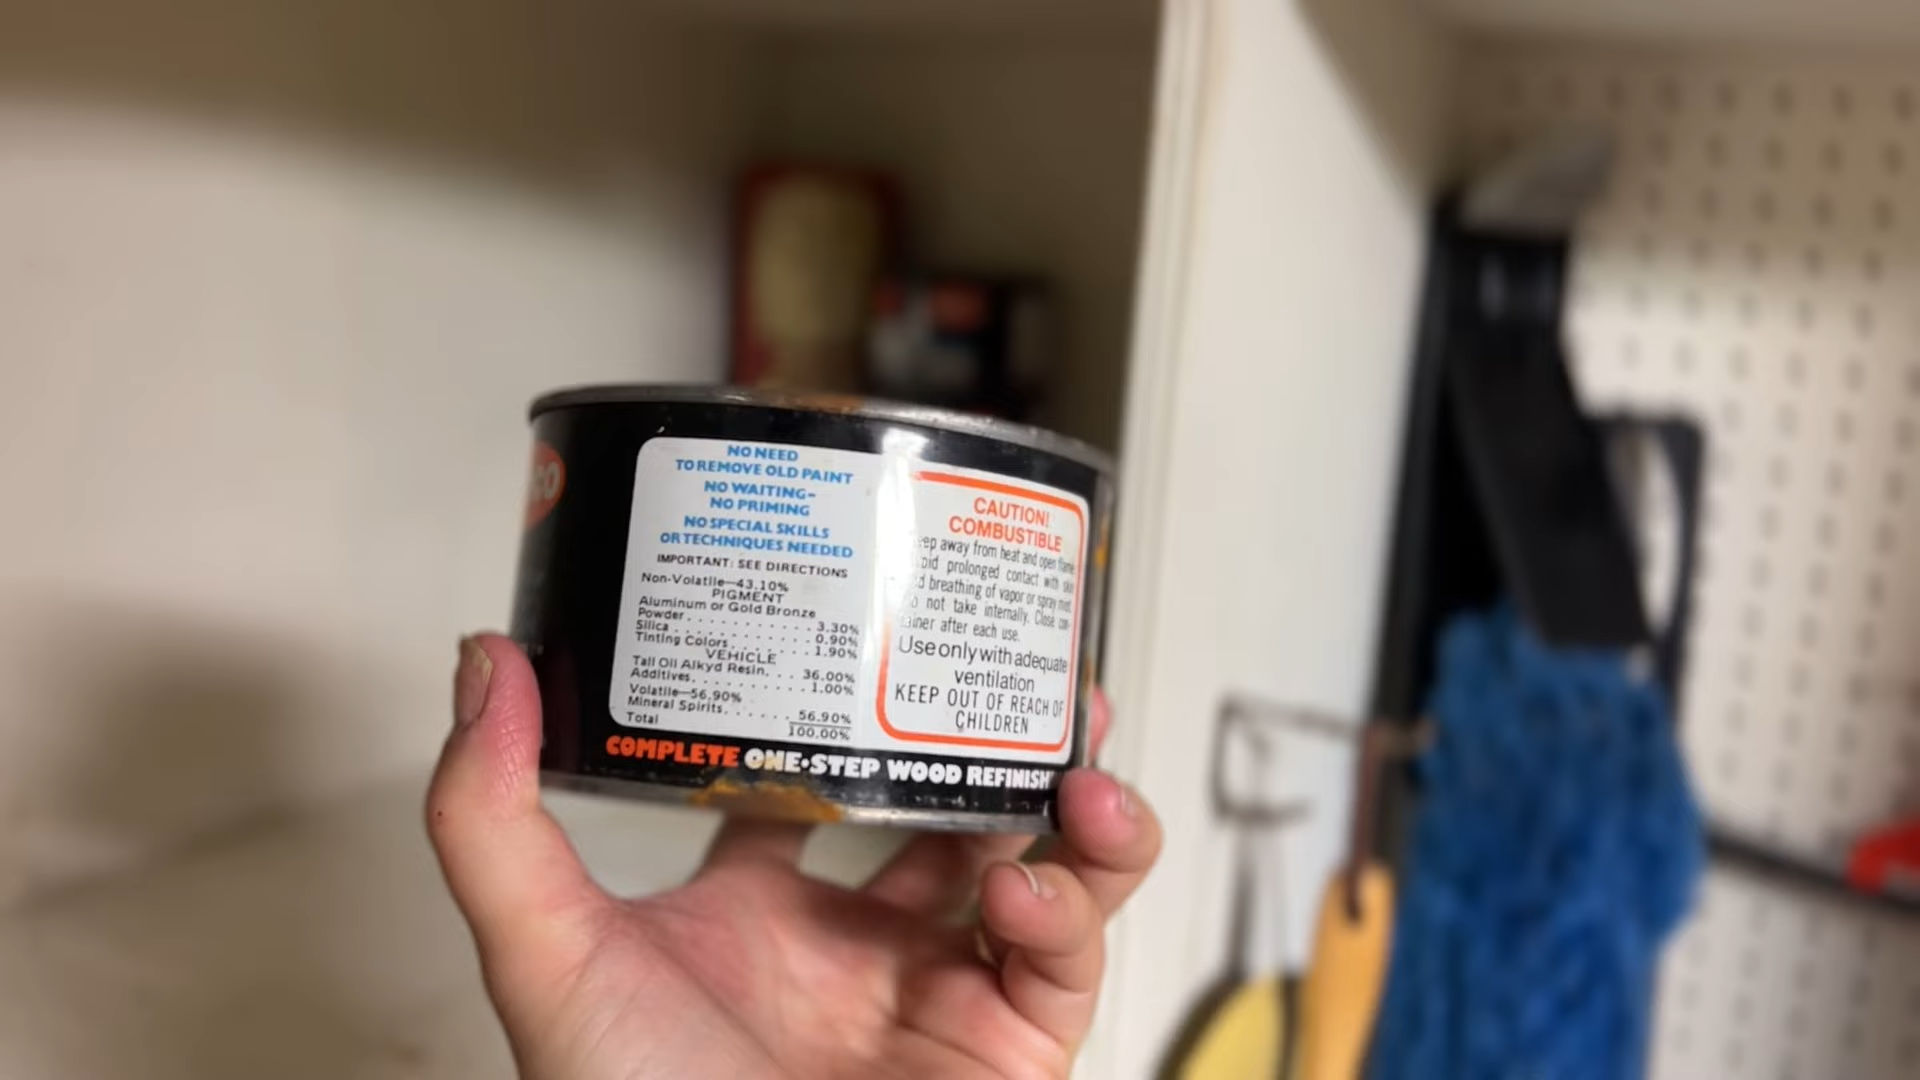 NO NEED
TO REMOVE OLD PAINT
NO WAITING–
NO PRIMING
NO SPECIAL SKILLS
OR TECHNIQUES NEEDED
IMPORTANT: SEE DIRECTIONS
Non-Volatile—43.10%
PIGMENT
Aluminum or Gold Bronze
Powder . . . . . . . . . . . . 3.30%
Silica . . . . . . . . . . . . . 0.90%
Tinting Colors . . . . . . . . 1.90%
VEHICLE
Tall Oil Alkyd Resin. . . . 36.00%
Additives. . . . . . . . . . . 1.00%
Volatile—56.90%
Mineral Spirits. . . . . . . 56.90%
Total 100.00%
CAUTION!
COMBUSTIBLE
away from heat and open
prolonged contact with
breathing of vapor or spray mist.
not take internally. Close
after each use.
Use only with adequate
ventilation
KEEP OUT OF REACH OF
CHILDREN
COMPLETE ONE•STEP WOOD